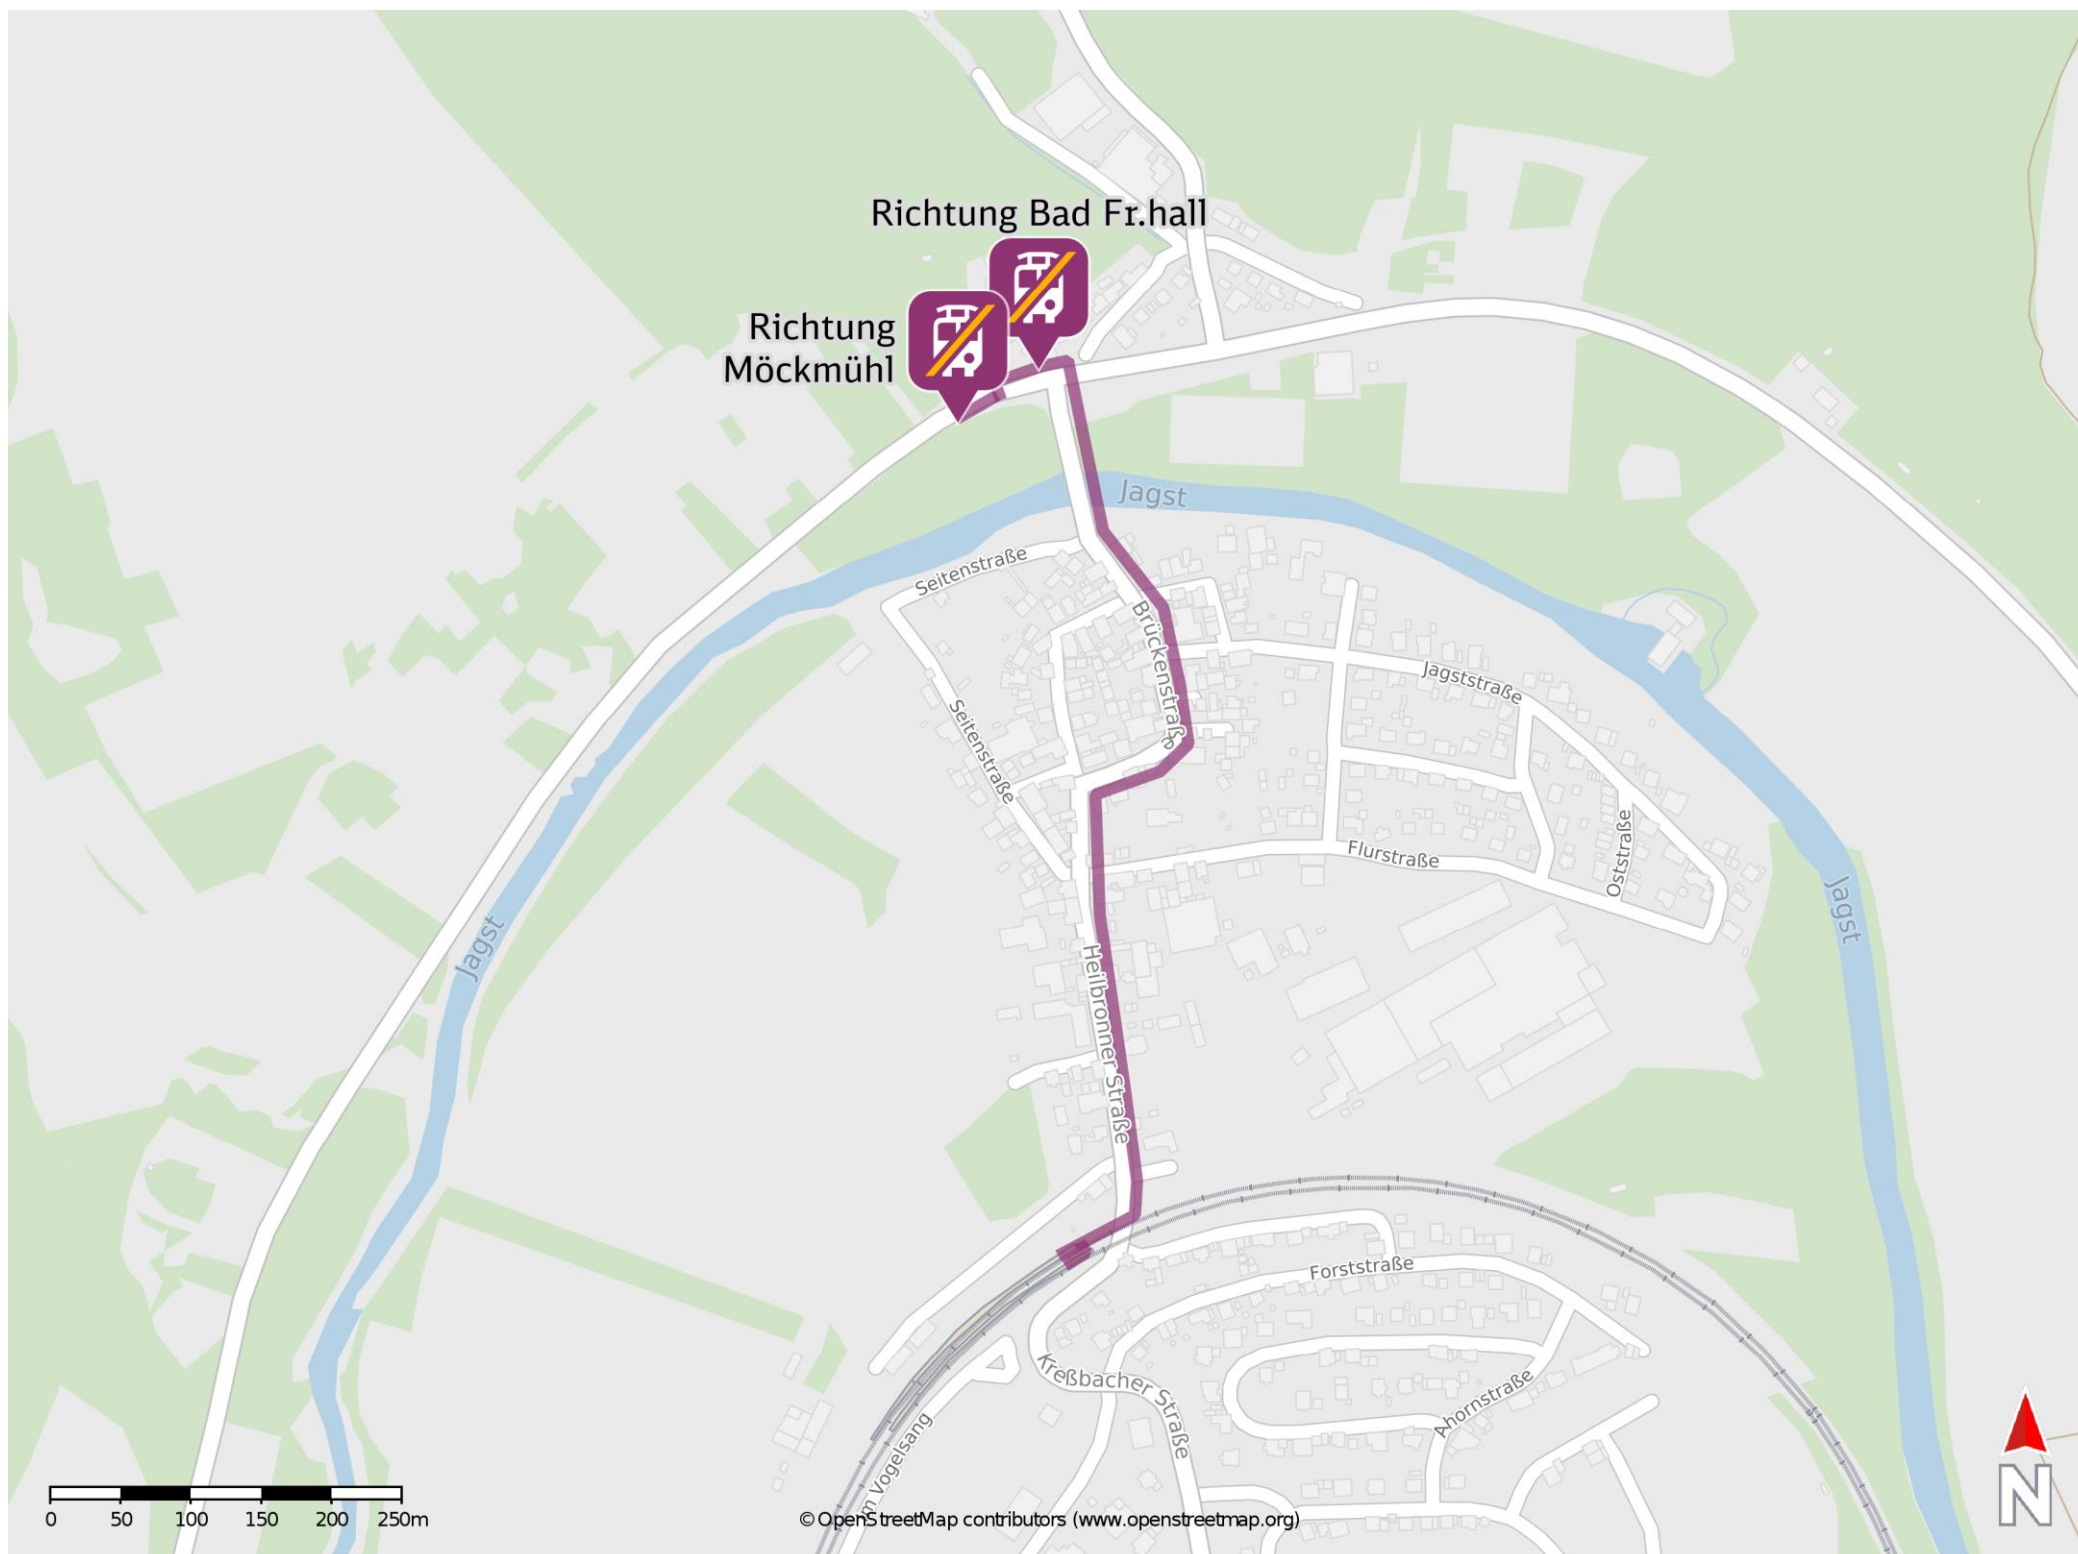 Richtung Bad Fr.hall
Richtung
Möckmühl
Jagst
Seitenstraße
Brückenstraße
Jagststraße
Seitenstraße
Oststraße
Flurstraße
Jagst
Jagst
Heilbronner Straße
Forststraße
Kreßbacher Straße
Ahornstraße
m Vogelsang
0 50 100 150 200 250m
©OpenStreetMap contributors (www.openstreetmap.org)
N